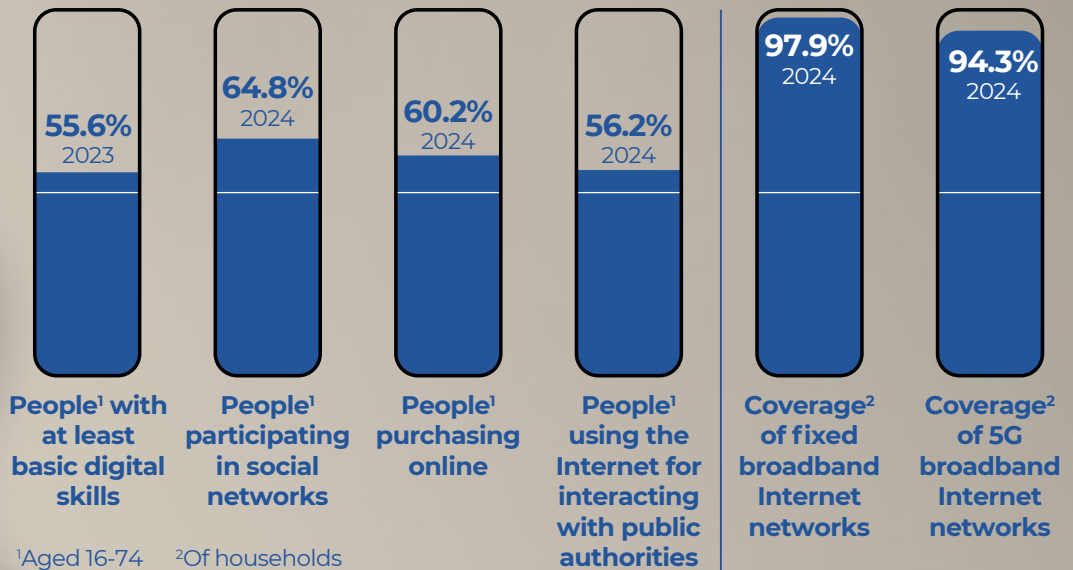 55.6%
2023
64.8%
2024
60.2%
2024
56.2%
2024
97.9%
2024
94.3%
2024
People¹ with
at least
basic digital
skills
People¹
participating
in social
networks
People¹
purchasing
online
People¹
using the
Internet for
interacting
with public
authorities
Coverage²
of fixed
broadband
Internet
networks
Coverage²
of 5G
broadband
Internet
networks
¹Aged 16-74 ²Of households